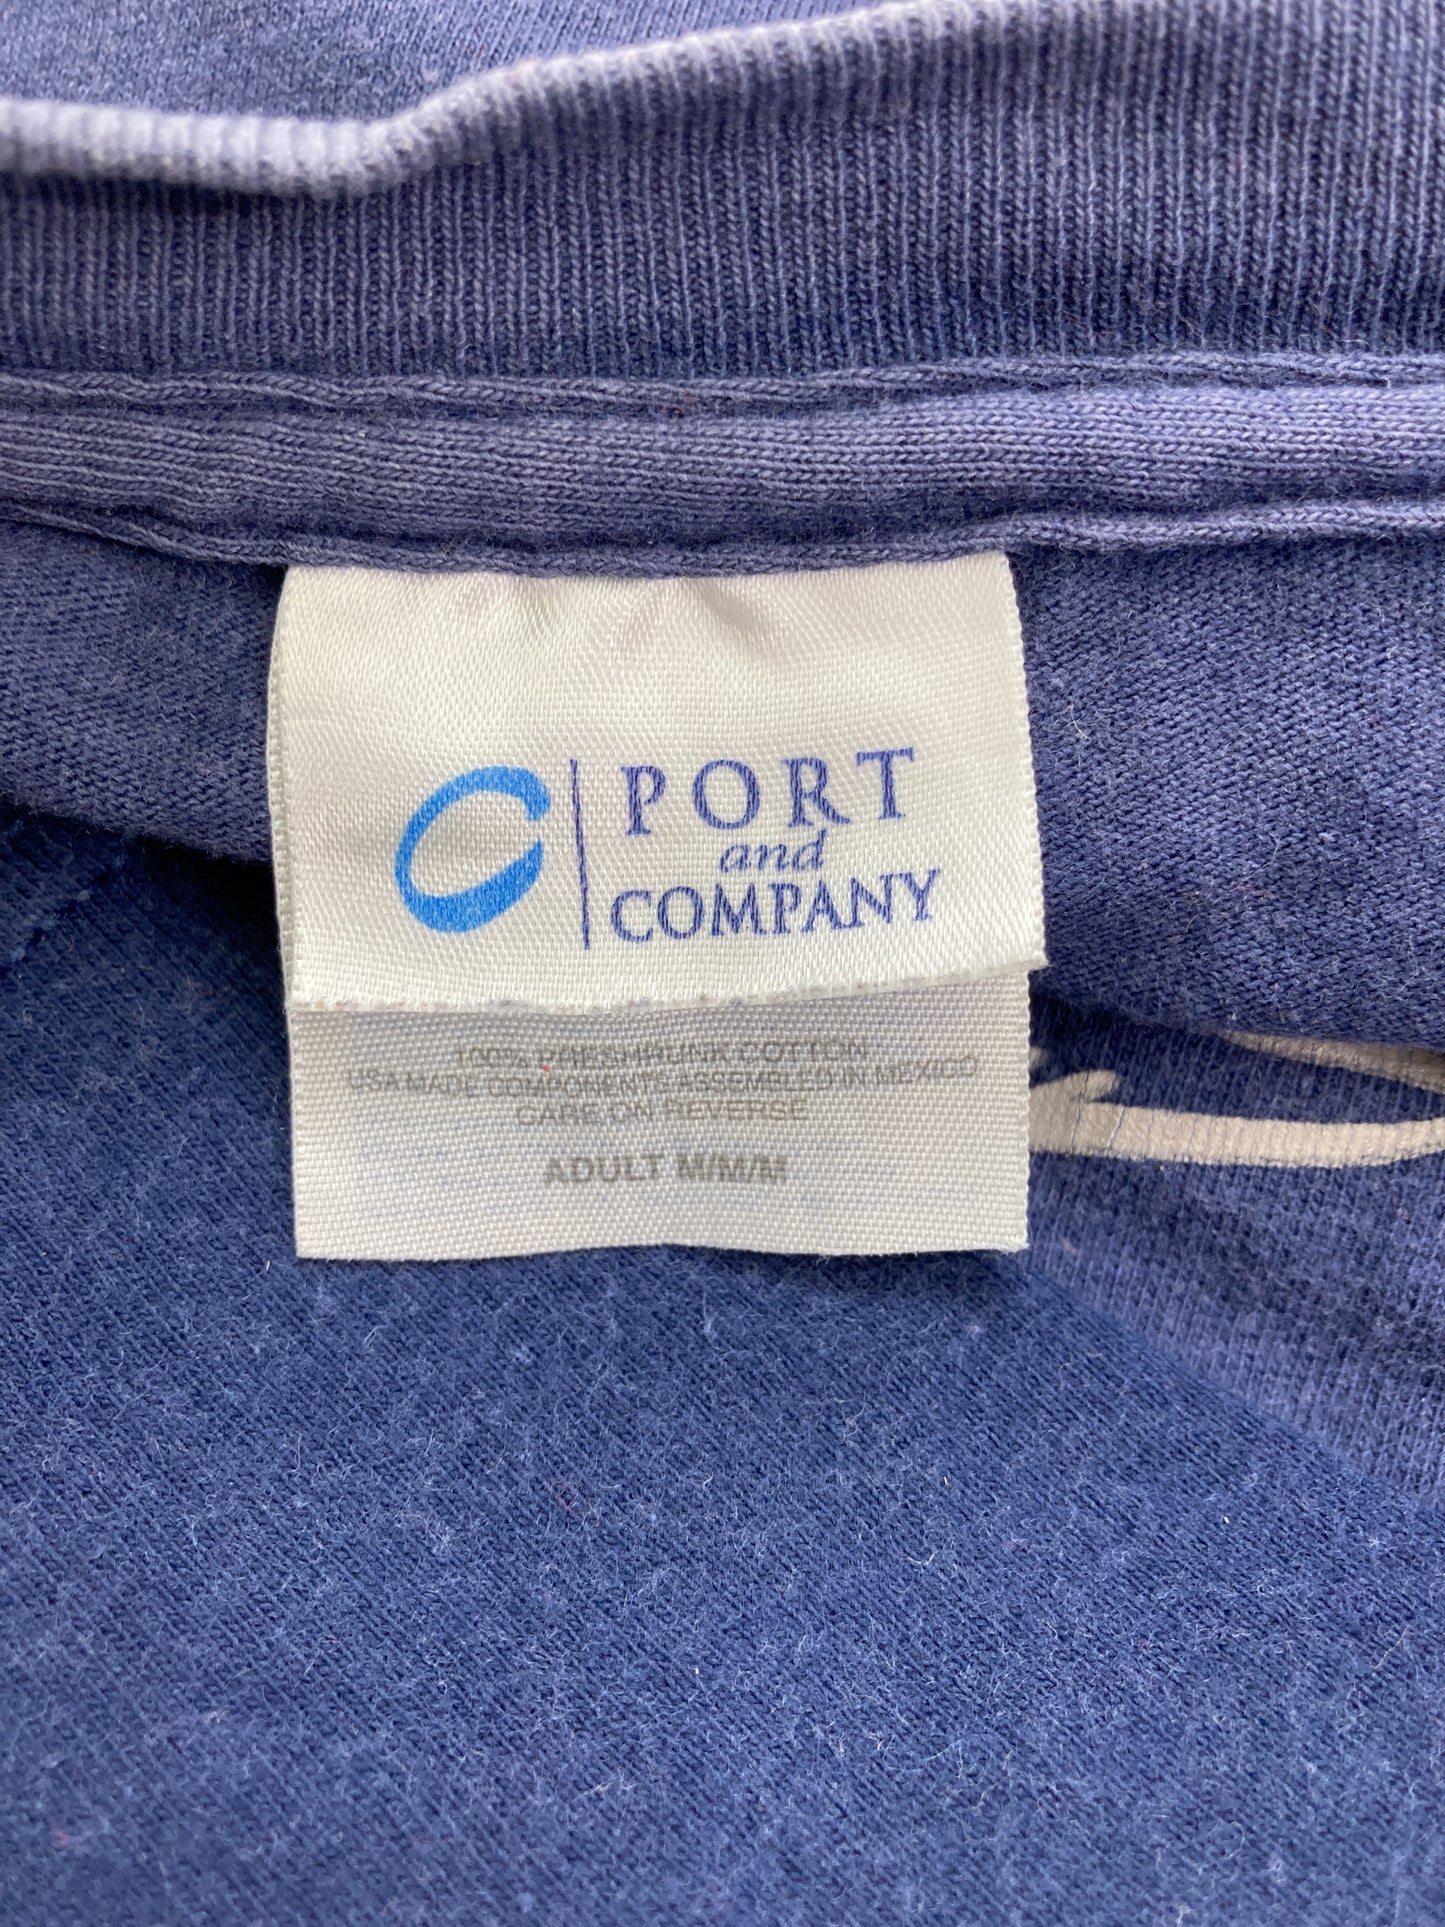 PORT
and
COMPANY
100% PRESHRUNK COTTON
USA MADE COMPONENTS ASSEMBLED IN MEXICO
CARE ON REVERSE
ADULT M/M/M